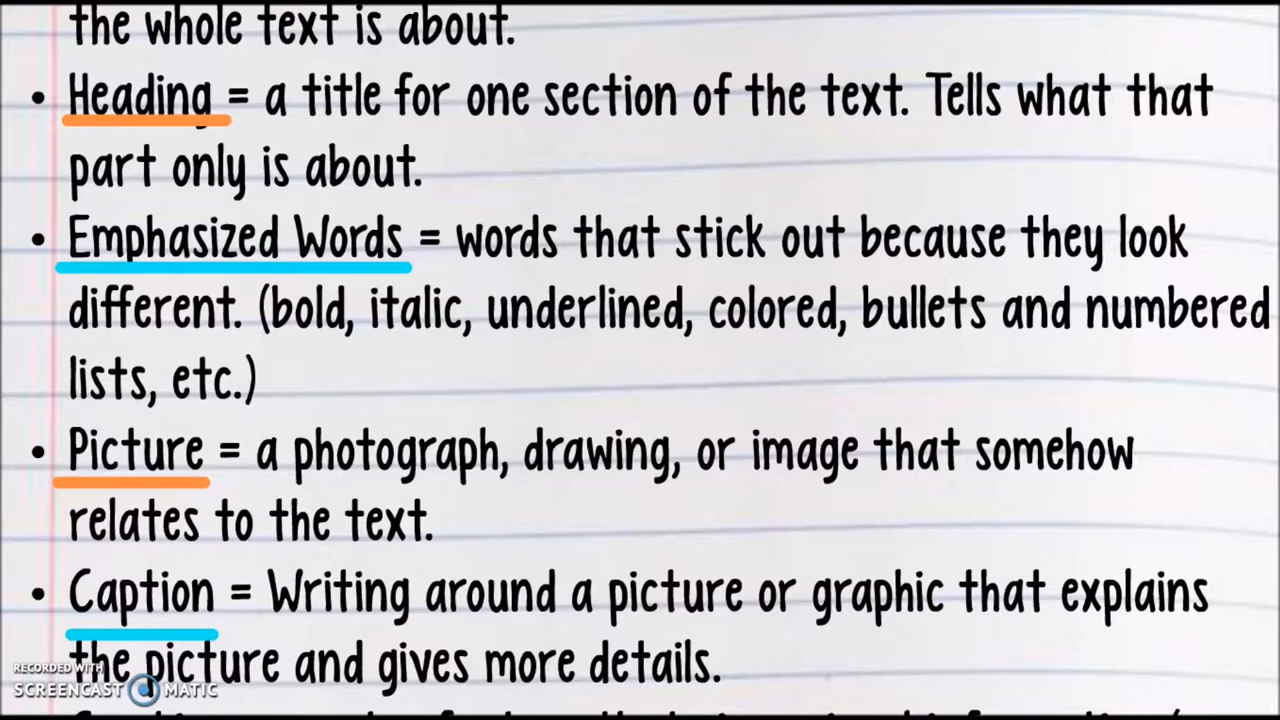 the whole text is about.
• Heading = a title for one section of the text. Tells what that
part only is about.
• Emphasized Words = words that stick out because they look
different. (bold, italic, underlined, colored, bullets and numbered
lists, etc.)
• Picture = a photograph, drawing, or image that somehow
relates to the text.
• Caption = Writing around a picture or graphic that explains
the picture and gives more details.
RECORDED WITH
SCREENCAST MATIC